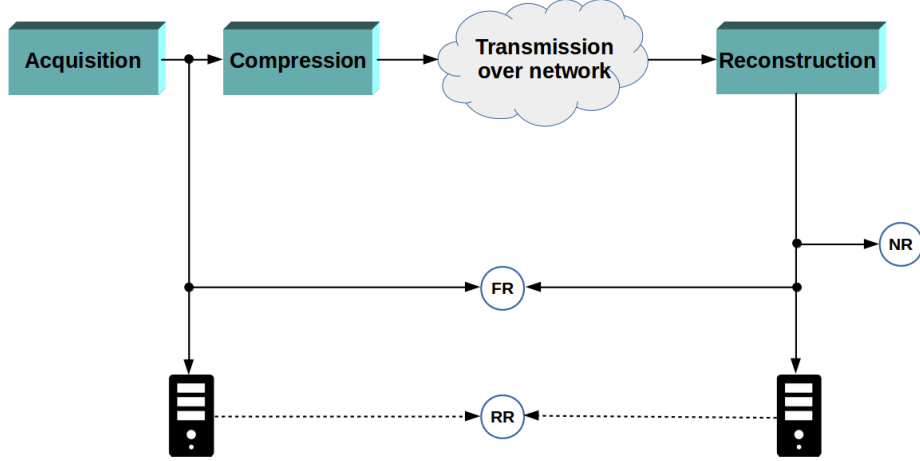 Acquisition
Compression
Transmission
over network
Reconstruction
NR
FR
RR